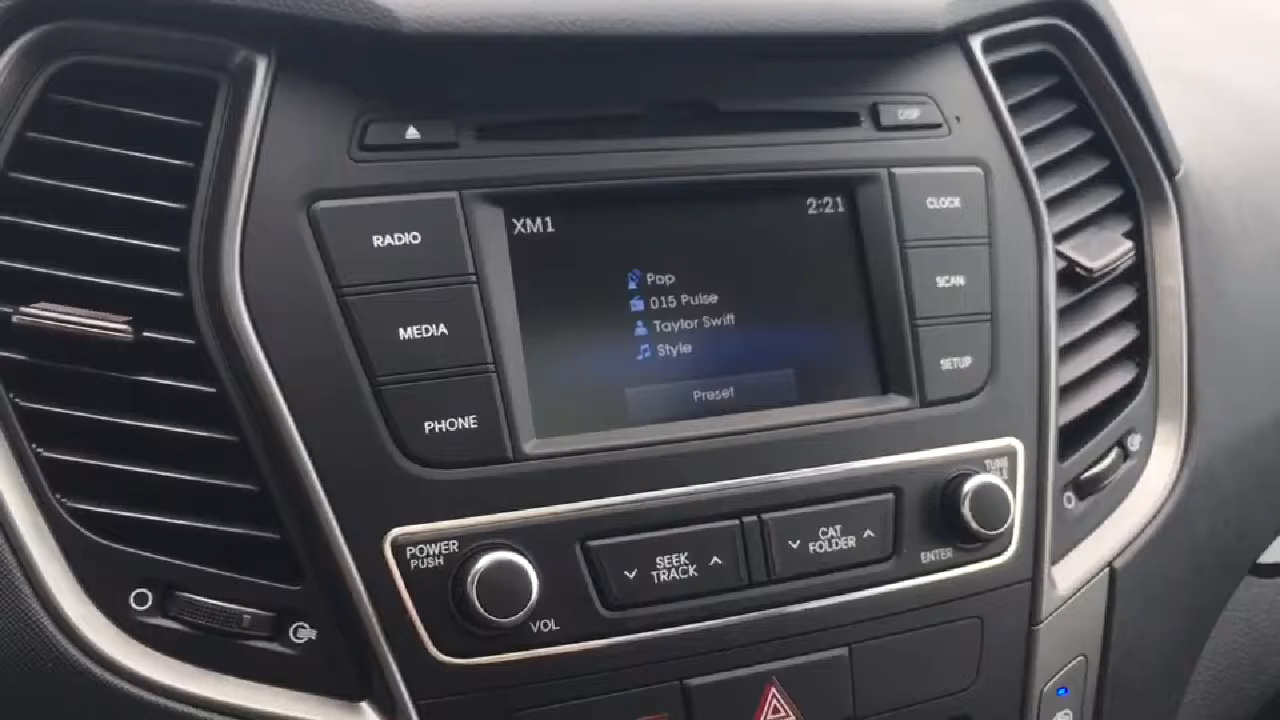 DISP
RADIO
MEDIA
PHONE
XM1
2:21
Pop
015 Pulse
Taylor Swift
Style
Preset
CLOCK
SCAN
SETUP
POWER
PUSH
VOL
SEEK
TRACK
CAT
FOLDER
TUNE
ENTER